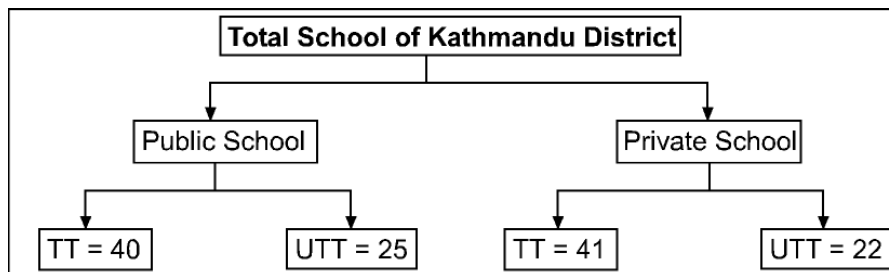 Total School of Kathmandu District
Public School
Private School
TT = 40
UTT = 25
TT = 41
UTT = 22